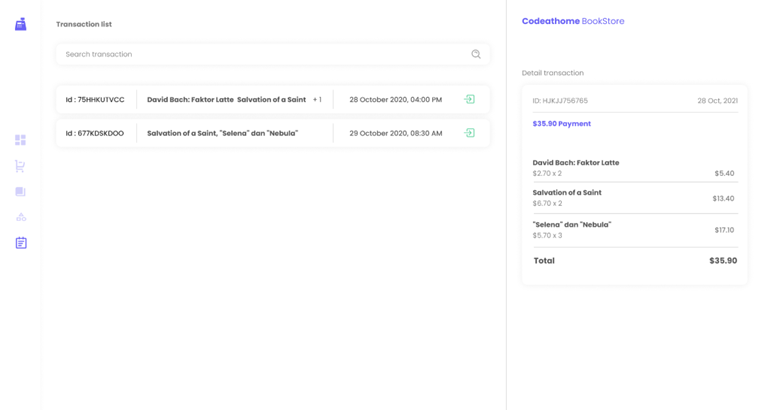 Transaction list
Search transaction
Id : 75HHKUTVCC David Bach: Faktor Latte Salvation of a Saint + 1 28 October 2020, 04:00 PM
Id : 677KDSKDOO Salvation of a Saint, "Selena" dan "Nebula" 29 October 2020, 08:30 AM
Codeathome BookStore
Detail transaction
ID: HJKJJ756765 28 Oct, 2021
$35.90 Payment
David Bach: Faktor Latte
$2.70 x 2 $5.40
Salvation of a Saint
$6.70 x 2 $13.40
"Selena" dan "Nebula"
$5.70 x 3 $17.10
Total $35.90